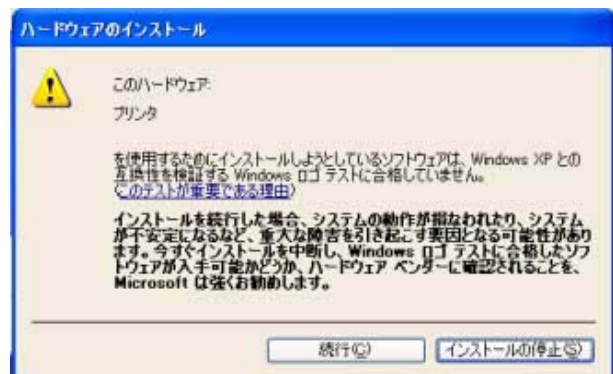 ハードウェアのインストール
このハードウェア:
プリンタ
を使用するためにインストールしようとしているソフトウェアは、Windows XP との
互換性を検証する Windows ロゴ テストに合格していません。
(このテストが重要である理由)
インストールを続行した場合、システムの動作が損なわれたり、システム
が不安定になるなど、重大な障害を引き起こす要因となる可能性があり
ます。今すぐインストールを中断し、Windows ロゴ テストに合格したソフ
トウェアが入手可能かどうか、ハードウェア ベンダーに確認されることを、
Microsoft は強くお勧めします。
続行(C) インストールの停止(S)